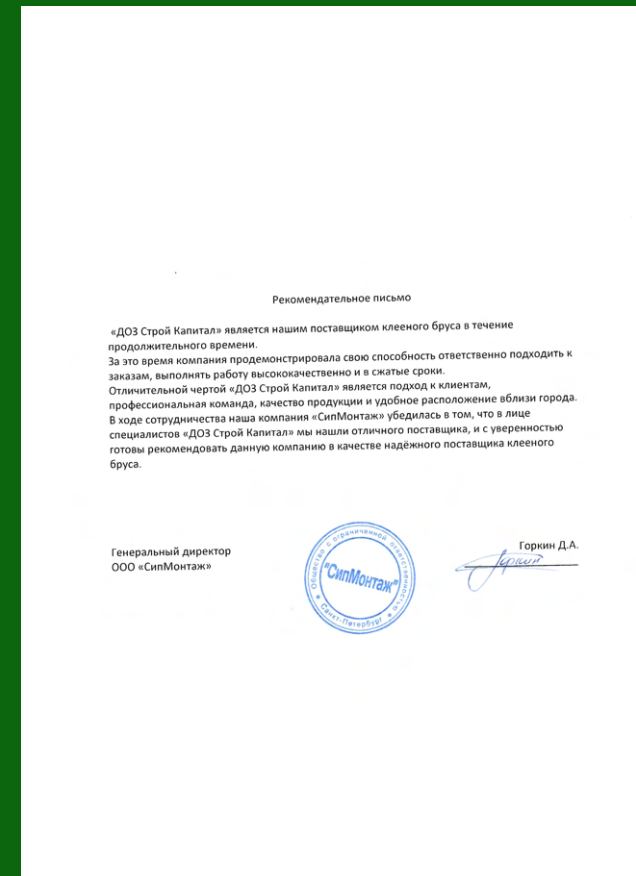 Рекомендательное письмо
«ДОЗ Строй Капитал» является нашим поставщиком клееного бруса в течение
продолжительного времени.
За это время компания продемонстрировала свою способность ответственно подходить к
заказам, выполнять работу высококачественно и в сжатые сроки.
Отличительной чертой «ДОЗ Строй Капитал» является подход к клиентам,
профессиональная команда, качество продукции и удобное расположение вблизи города.
В ходе сотрудничества наша компания «СипМонтаж» убедилась в том, что в лице
специалистов «ДОЗ Строй Капитал» мы нашли отличного поставщика, и с уверенностью
готовы рекомендовать данную компанию в качестве надёжного поставщика клееного
бруса.
Генеральный директор
ООО «СипМонтаж»
Общество с ограниченной ответственностью
"СипМонтаж"
Санкт-Петербург
Горкин Д.А.
Горкин